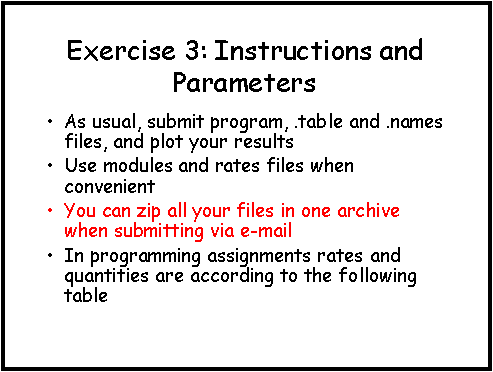 Exercise 3: Instructions and
Parameters
• As usual, submit program, .table and .names
files, and plot your results
• Use modules and rates files when
convenient
• You can zip all your files in one archive
when submitting via e-mail
• In programming assignments rates and
quantities are according to the following
table